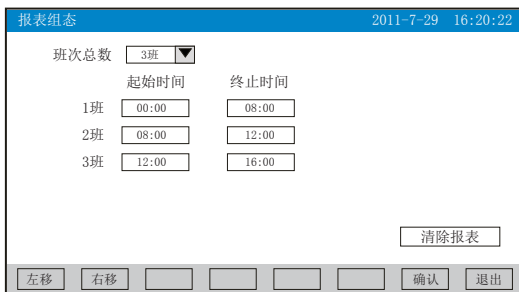 报表组态 2011-7-29 16:20:22
班次总数 3班
起始时间 终止时间
1班 00:00 08:00
2班 08:00 12:00
3班 12:00 16:00
清除报表
左移 右移 确认 退出